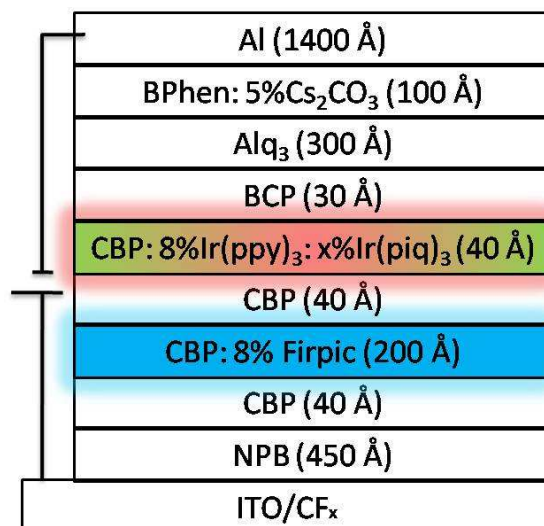 Al (1400 Å)
BPhen: 5%Cs₂CO₃ (100 Å)
Alq₃ (300 Å)
BCP (30 Å)
CBP: 8%Ir(ppy)₃: x%Ir(piq)₃ (40 Å)
CBP (40 Å)
CBP: 8% Firpic (200 Å)
CBP (40 Å)
NPB (450 Å)
ITO/CFₓ